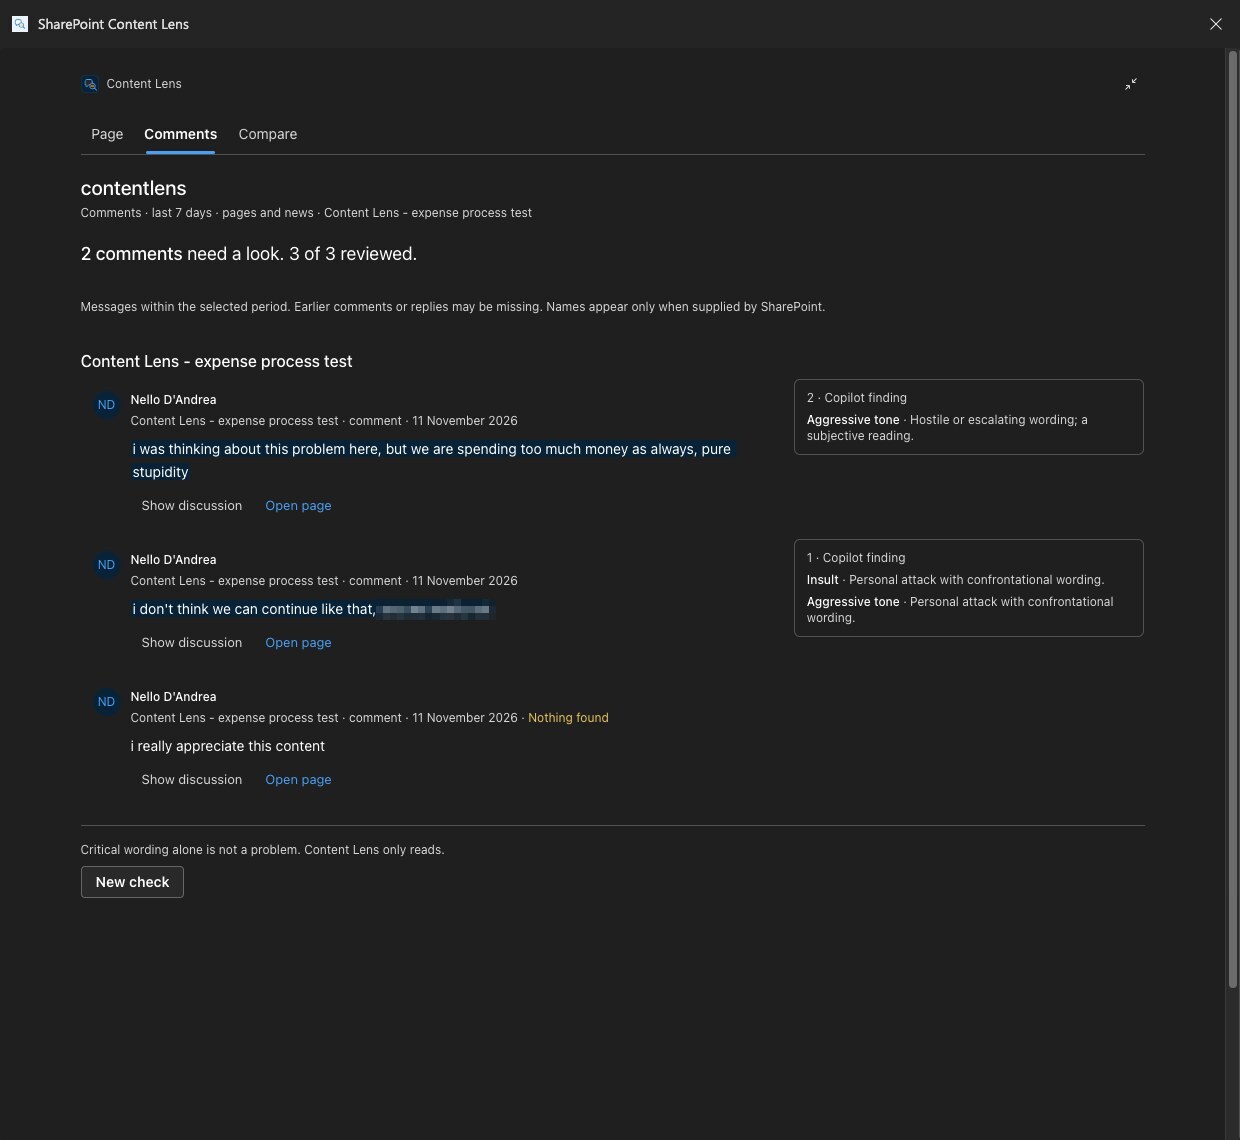 SharePoint Content Lens
Content Lens
Page Comments Compare
contentlens
Comments · last 7 days · pages and news · Content Lens - expense process test
2 comments need a look. 3 of 3 reviewed.
Messages within the selected period. Earlier comments or replies may be missing. Names appear only when supplied by SharePoint.
Content Lens - expense process test
ND
Nello D'Andrea
Content Lens - expense process test · comment · 11 November 2026
i was thinking about this problem here, but we are spending too much money as always, pure
stupidity
Show discussion Open page
2 · Copilot finding
Aggressive tone · Hostile or escalating wording; a
subjective reading.
ND
Nello D'Andrea
Content Lens - expense process test · comment · 11 November 2026
i don't think we can continue like that,
Show discussion Open page
1 · Copilot finding
Insult · Personal attack with confrontational wording.
Aggressive tone · Personal attack with confrontational
wording.
ND
Nello D'Andrea
Content Lens - expense process test · comment · 11 November 2026 · Nothing found
i really appreciate this content
Show discussion Open page
Critical wording alone is not a problem. Content Lens only reads.
New check